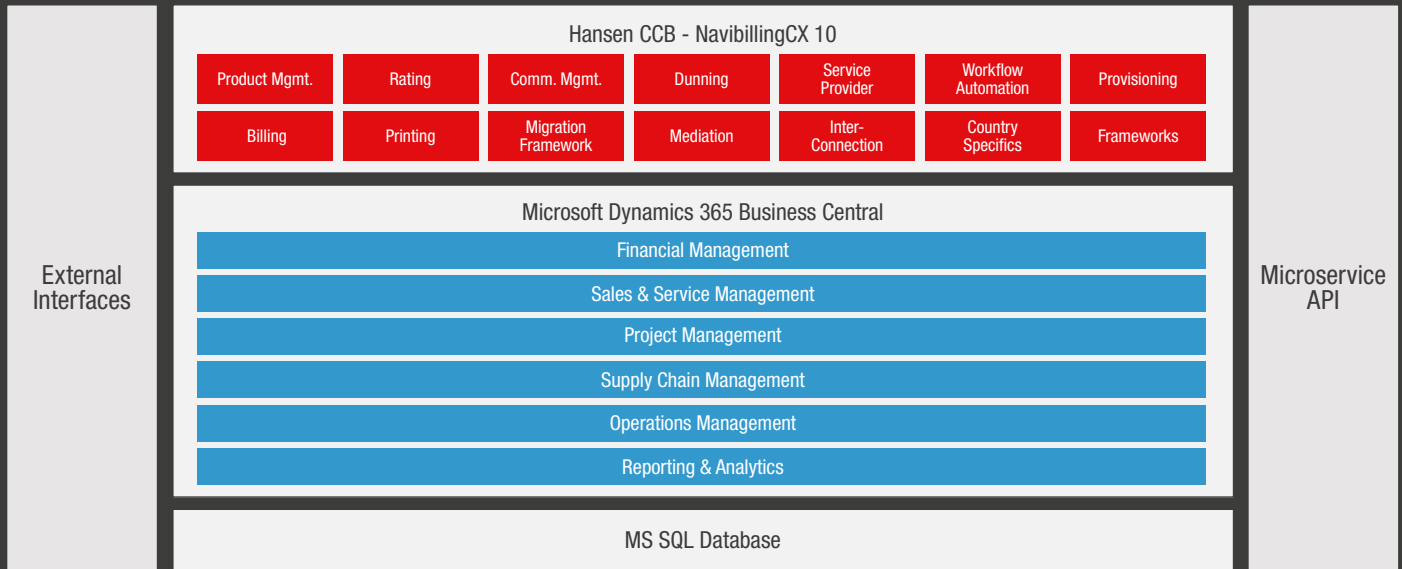 Hansen CCB - NavibillingCX 10
Product Mgmt.
Rating
Comm. Mgmt.
Dunning
Service
Provider
Workflow
Automation
Provisioning
Billing
Printing
Migration
Framework
Mediation
Inter-
Connection
Country
Specifics
Frameworks
Microsoft Dynamics 365 Business Central
Financial Management
Sales & Service Management
Project Management
Supply Chain Management
Operations Management
Reporting & Analytics
MS SQL Database
External
Interfaces
Microservice
API